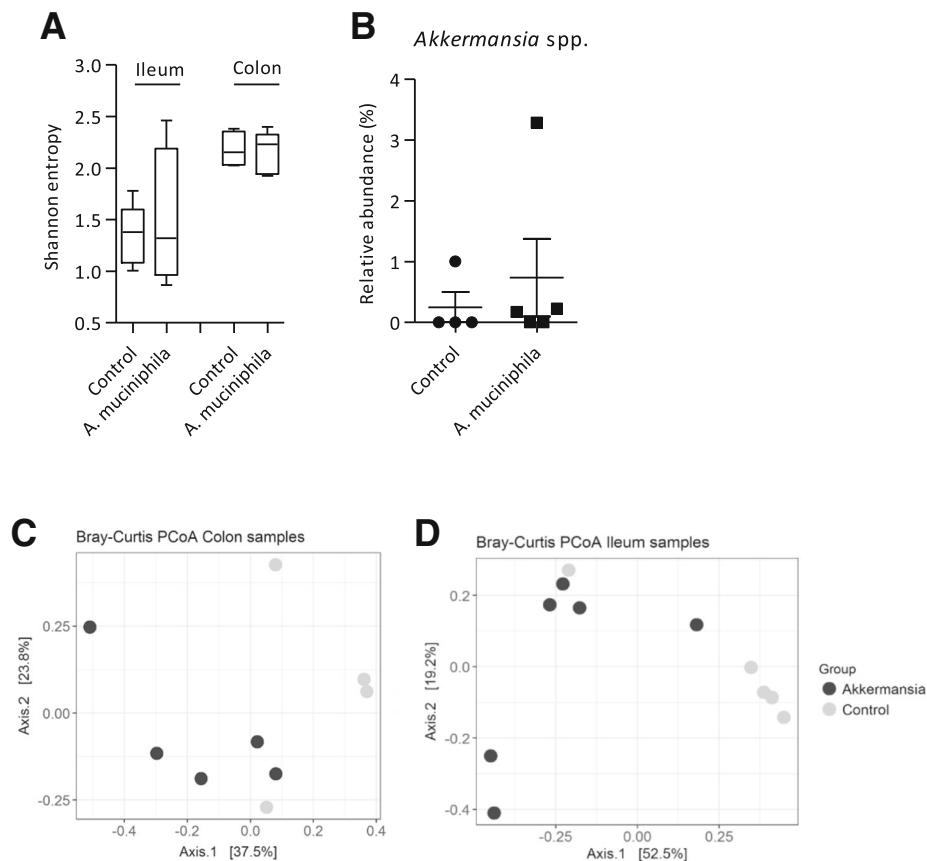 A
Ileum
Colon
3.0
2.5
2.0
1.5
1.0
0.5
Shannon entropy
Control
A. muciniphila
Control
A. muciniphila
B
Akkermansia spp.
4
3
2
1
0
Relative abundance (%)
Control
A. muciniphila
C
Bray-Curtis PCoA Colon samples
0.25
0.00
-0.25
Axis.2 [23.8%]
-0.4
-0.2
0.0
0.2
0.4
Axis.1 [37.5%]
D
Bray-Curtis PCoA Ileum samples
0.2
0.0
-0.2
-0.4
Axis.2 [19.2%]
-0.25
0.00
0.25
Axis.1 [52.5%]
Group
Akkermansia
Control